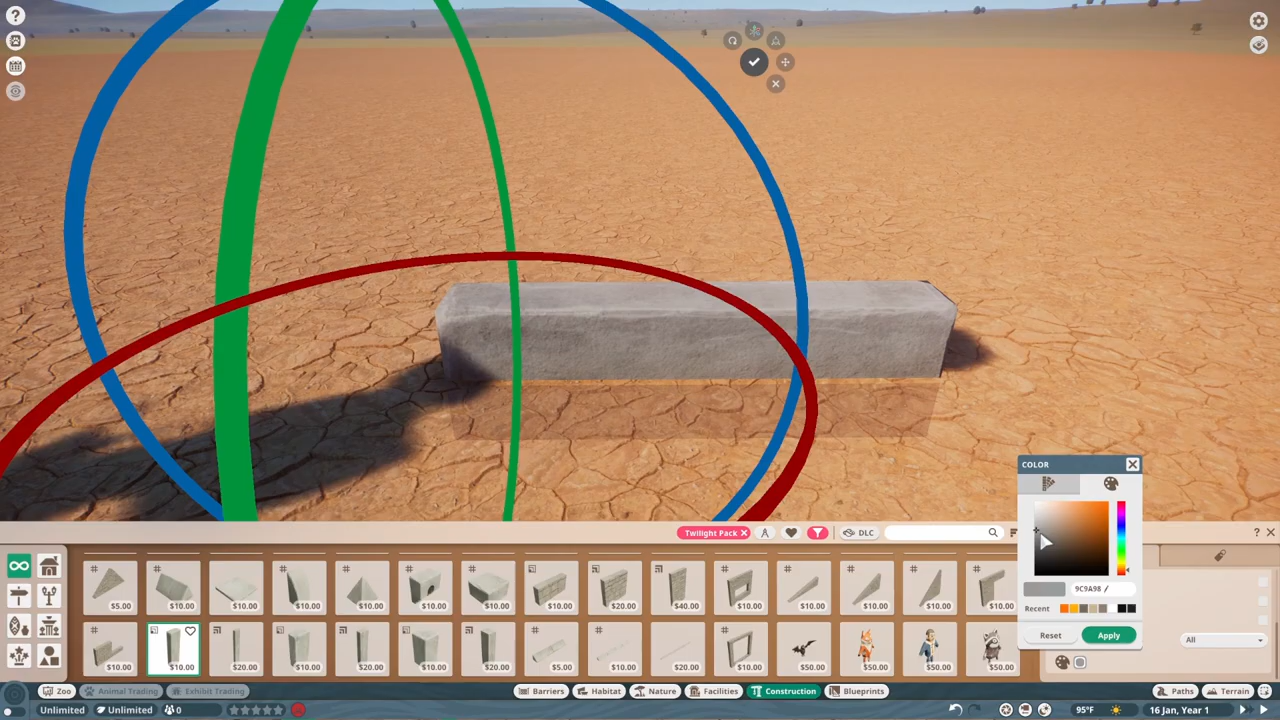 COLOR
9C9A98 /
Recent
Reset Apply
All
Twilight Pack ✕
DLC
? ✕
$5.00 $10.00 $10.00 $10.00 $10.00 $10.00 $10.00 $10.00 $20.00 $40.00 $10.00 $10.00 $10.00 $10.00 $10.00
$10.00 $10.00 $20.00 $10.00 $20.00 $10.00 $20.00 $5.00 $10.00 $20.00 $10.00 $50.00 $50.00 $50.00 $50.00
Zoo Animal Trading Exhibit Trading Barriers Habitat Nature Facilities Construction Blueprints Paths Terrain
Unlimited Unlimited 0 95°F 16 Jan, Year 1